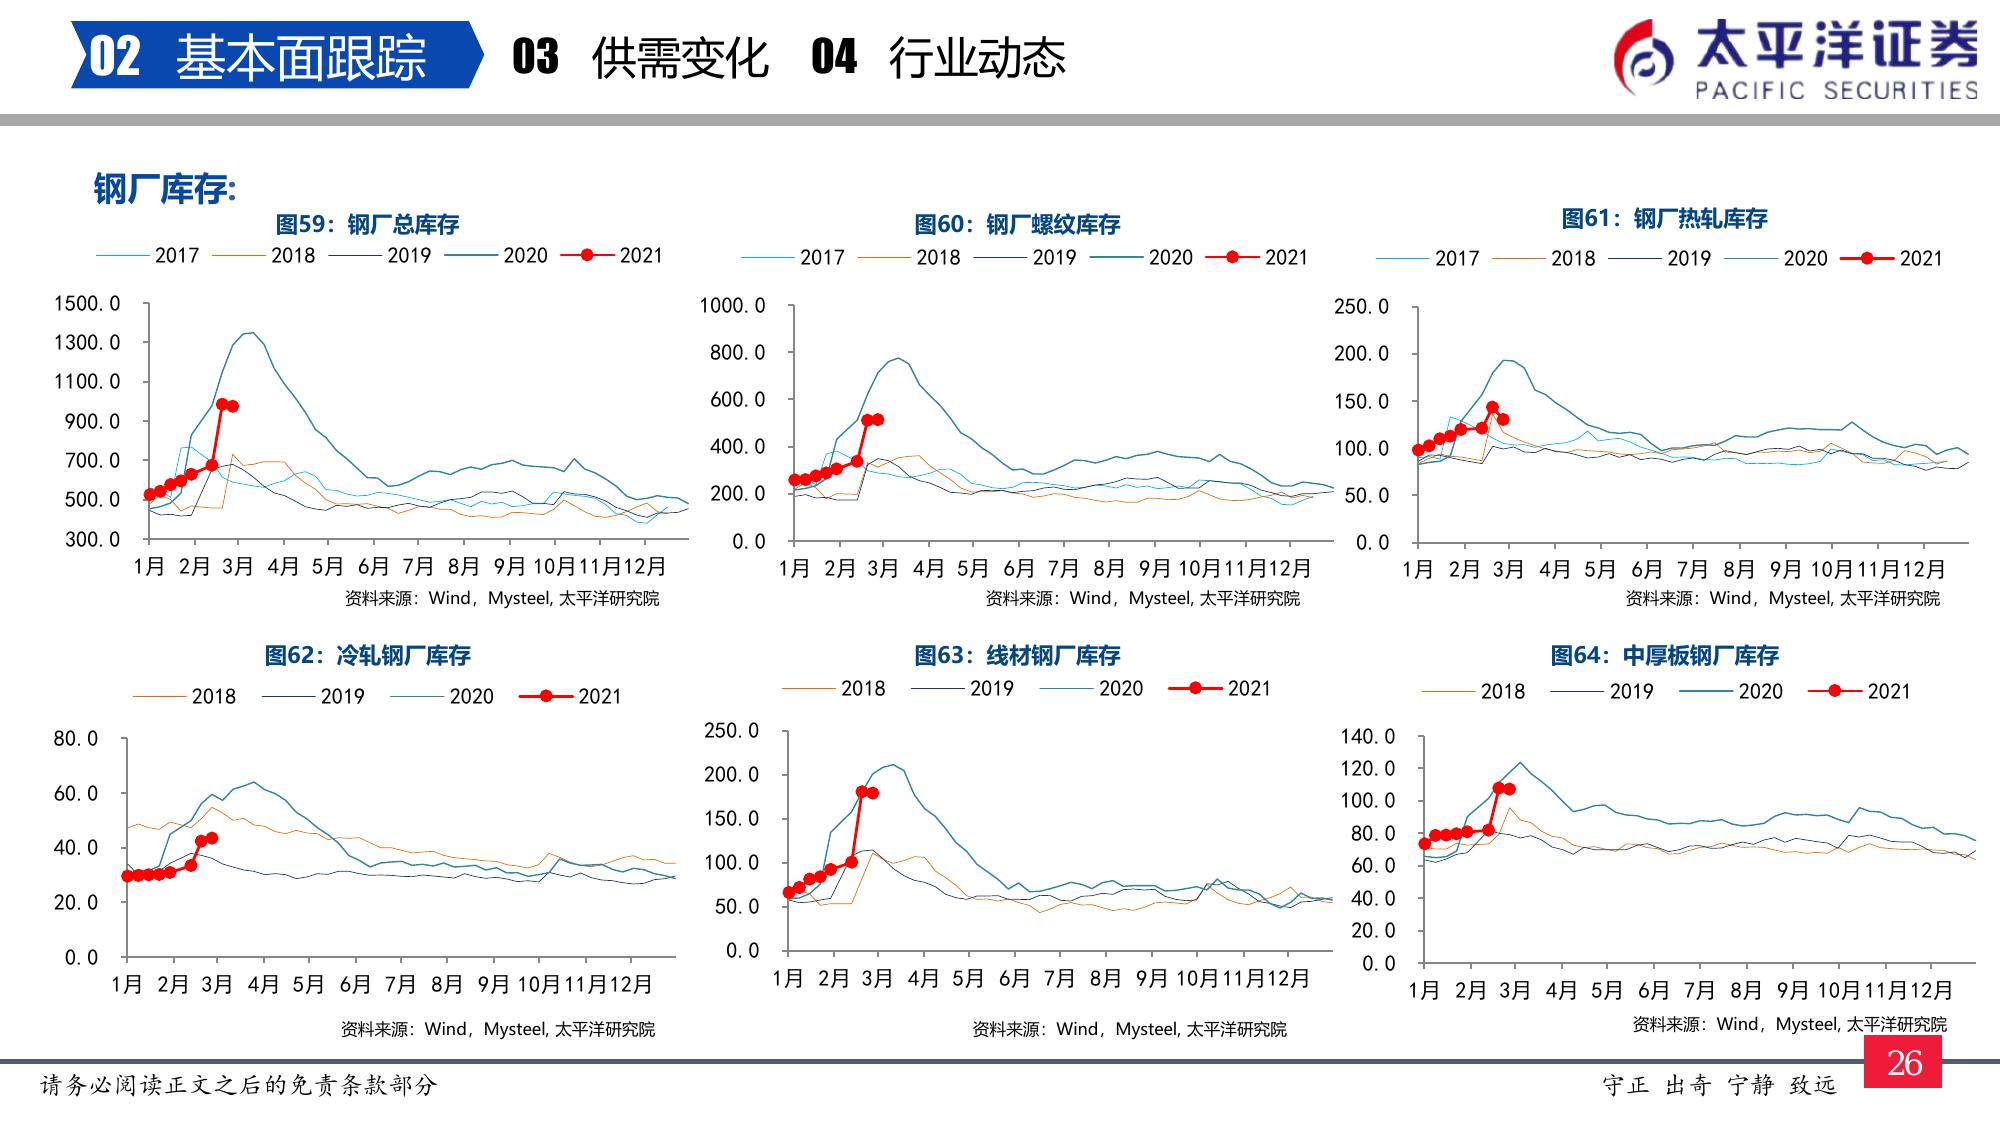 02 基本面跟踪 03 供需变化 04 行业动态
太平洋证券
PACIFIC SECURITIES
钢厂库存:
图59：钢厂总库存
2017 2018 2019 2020 2021
1500.0
1300.0
1100.0
900.0
700.0
500.0
300.0
1月 2月 3月 4月 5月 6月 7月 8月 9月 10月 11月 12月
资料来源：Wind，Mysteel, 太平洋研究院
图60：钢厂螺纹库存
2017 2018 2019 2020 2021
1000.0
800.0
600.0
400.0
200.0
0.0
1月 2月 3月 4月 5月 6月 7月 8月 9月 10月 11月 12月
资料来源：Wind，Mysteel, 太平洋研究院
图61：钢厂热轧库存
2017 2018 2019 2020 2021
250.0
200.0
150.0
100.0
50.0
0.0
1月 2月 3月 4月 5月 6月 7月 8月 9月 10月 11月 12月
资料来源：Wind，Mysteel, 太平洋研究院
图62：冷轧钢厂库存
2018 2019 2020 2021
80.0
60.0
40.0
20.0
0.0
1月 2月 3月 4月 5月 6月 7月 8月 9月 10月 11月 12月
资料来源：Wind，Mysteel, 太平洋研究院
图63：线材钢厂库存
2018 2019 2020 2021
250.0
200.0
150.0
100.0
50.0
0.0
1月 2月 3月 4月 5月 6月 7月 8月 9月 10月 11月 12月
资料来源：Wind，Mysteel, 太平洋研究院
图64：中厚板钢厂库存
2018 2019 2020 2021
140.0
120.0
100.0
80.0
60.0
40.0
20.0
0.0
1月 2月 3月 4月 5月 6月 7月 8月 9月 10月 11月 12月
资料来源：Wind，Mysteel, 太平洋研究院
请务必阅读正文之后的免责条款部分
守正 出奇 宁静 致远
26